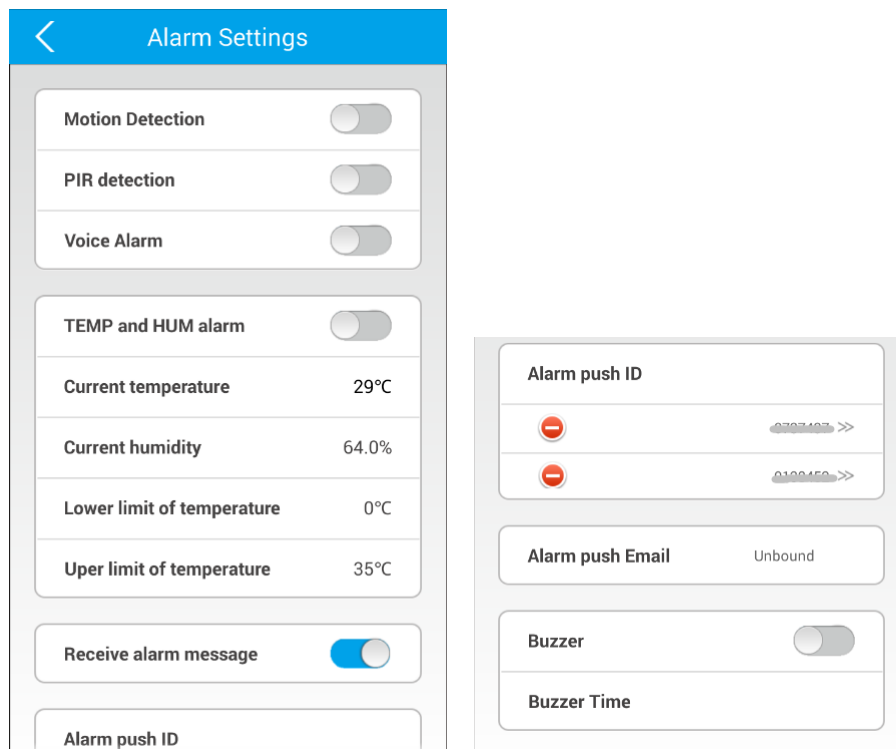 Alarm Settings
Motion Detection
PIR detection
Voice Alarm
TEMP and HUM alarm
Current temperature 29℃
Current humidity 64.0%
Lower limit of temperature 0℃
Uper limit of temperature 35℃
Receive alarm message
Alarm push ID
Alarm push ID
Alarm push Email Unbound
Buzzer
Buzzer Time